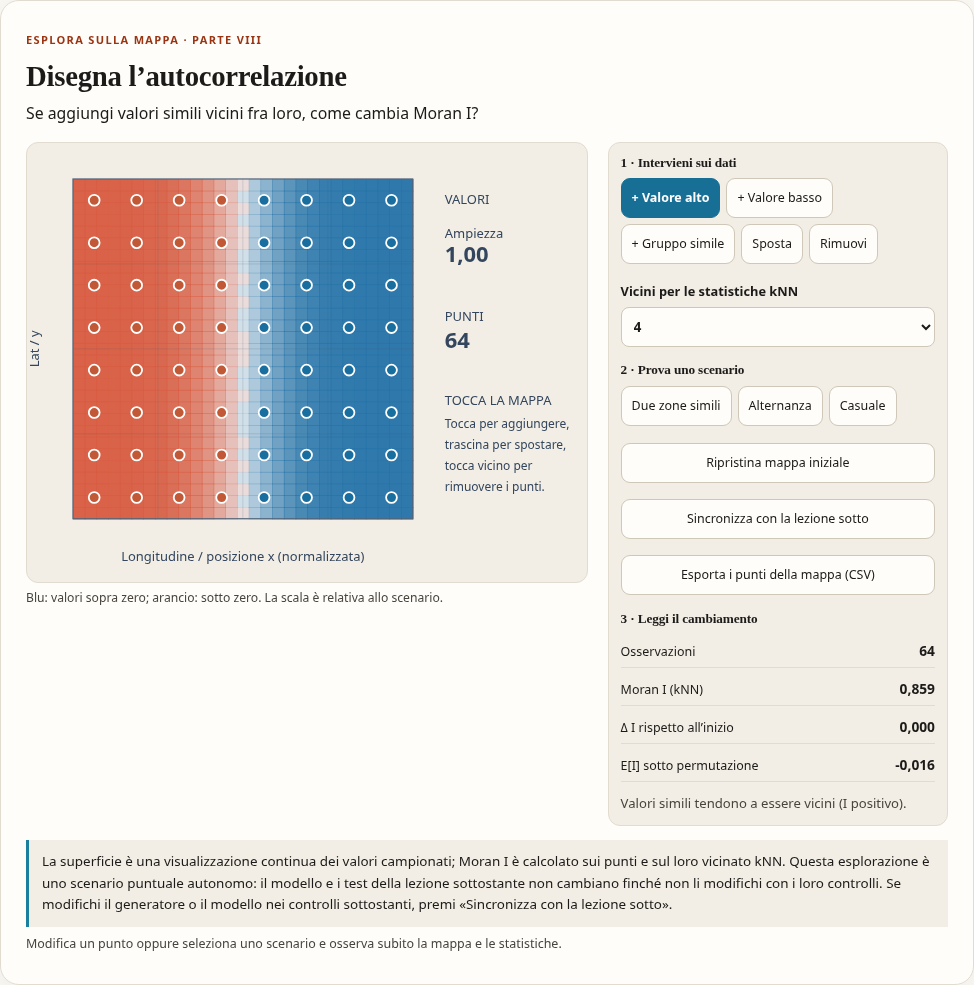 ESPLORA SULLA MAPPA · PARTE VIII
Disegna l’autocorrelazione
Se aggiungi valori simili vicini fra loro, come cambia Moran I?
Lat / y
VALORI
Ampiezza
1,00
PUNTI
64
TOCCA LA MAPPA
Tocca per aggiungere,
trascina per spostare,
tocca vicino per
rimuovere i punti.
Longitudine / posizione x (normalizzata)
Blu: valori sopra zero; arancio: sotto zero. La scala è relativa allo scenario.
1 · Intervieni sui dati
+ Valore alto
+ Valore basso
+ Gruppo simile
Sposta
Rimuovi
Vicini per le statistiche kNN
4
2 · Prova uno scenario
Due zone simili
Alternanza
Casuale
Ripristina mappa iniziale
Sincronizza con la lezione sotto
Esporta i punti della mappa (CSV)
3 · Leggi il cambiamento
Osservazioni 64
Moran I (kNN) 0,859
Δ I rispetto all’inizio 0,000
E[I] sotto permutazione -0,016
Valori simili tendono a essere vicini (I positivo).
La superficie è una visualizzazione continua dei valori campionati; Moran I è calcolato sui punti e sul loro vicinato kNN. Questa esplorazione è
uno scenario puntuale autonomo: il modello e i test della lezione sottostante non cambiano finché non li modifichi con i loro controlli. Se
modifichi il generatore o il modello nei controlli sottostanti, premi «Sincronizza con la lezione sotto».
Modifica un punto oppure seleziona uno scenario e osserva subito la mappa e le statistiche.